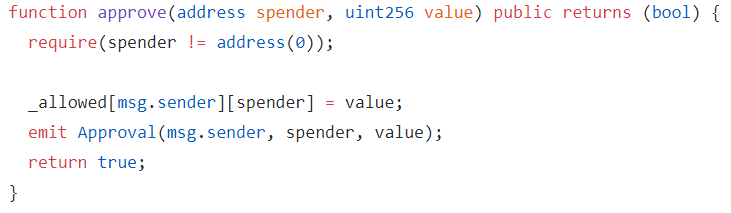 function approve(address spender, uint256 value) public returns (bool) {
  require(spender != address(0));

  _allowed[msg.sender][spender] = value;
  emit Approval(msg.sender, spender, value);
  return true;
}